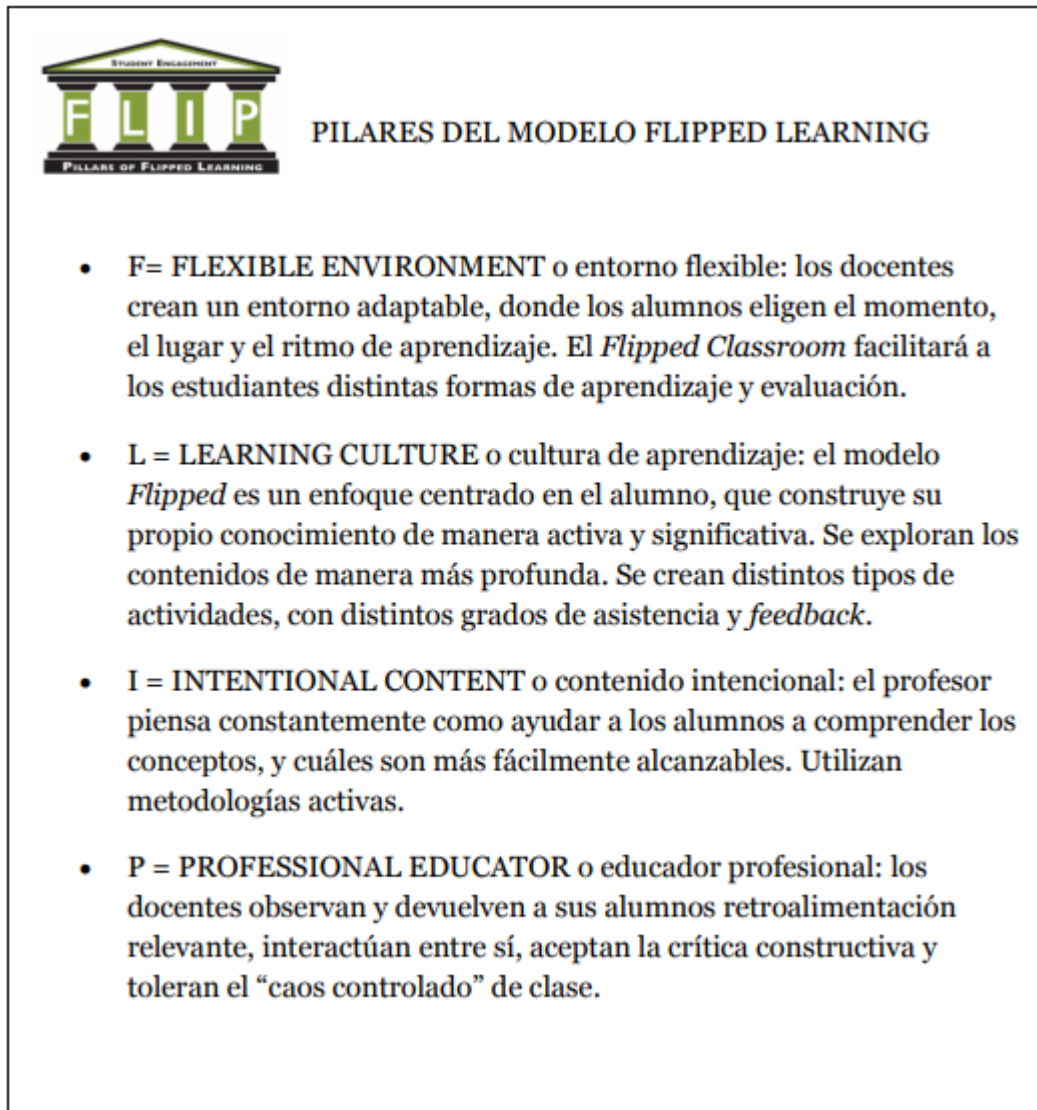 STUDENT ENGAGEMENT
F L I P
PILLARS OF FLIPPED LEARNING
PILARES DEL MODELO FLIPPED LEARNING
• F= FLEXIBLE ENVIRONMENT o entorno flexible: los docentes
crean un entorno adaptable, donde los alumnos eligen el momento,
el lugar y el ritmo de aprendizaje. El Flipped Classroom facilitará a
los estudiantes distintas formas de aprendizaje y evaluación.
• L = LEARNING CULTURE o cultura de aprendizaje: el modelo
Flipped es un enfoque centrado en el alumno, que construye su
propio conocimiento de manera activa y significativa. Se exploran los
contenidos de manera más profunda. Se crean distintos tipos de
actividades, con distintos grados de asistencia y feedback.
• I = INTENTIONAL CONTENT o contenido intencional: el profesor
piensa constantemente como ayudar a los alumnos a comprender los
conceptos, y cuáles son más fácilmente alcanzables. Utilizan
metodologías activas.
• P = PROFESSIONAL EDUCATOR o educador profesional: los
docentes observan y devuelven a sus alumnos retroalimentación
relevante, interactúan entre sí, aceptan la crítica constructiva y
toleran el “caos controlado” de clase.